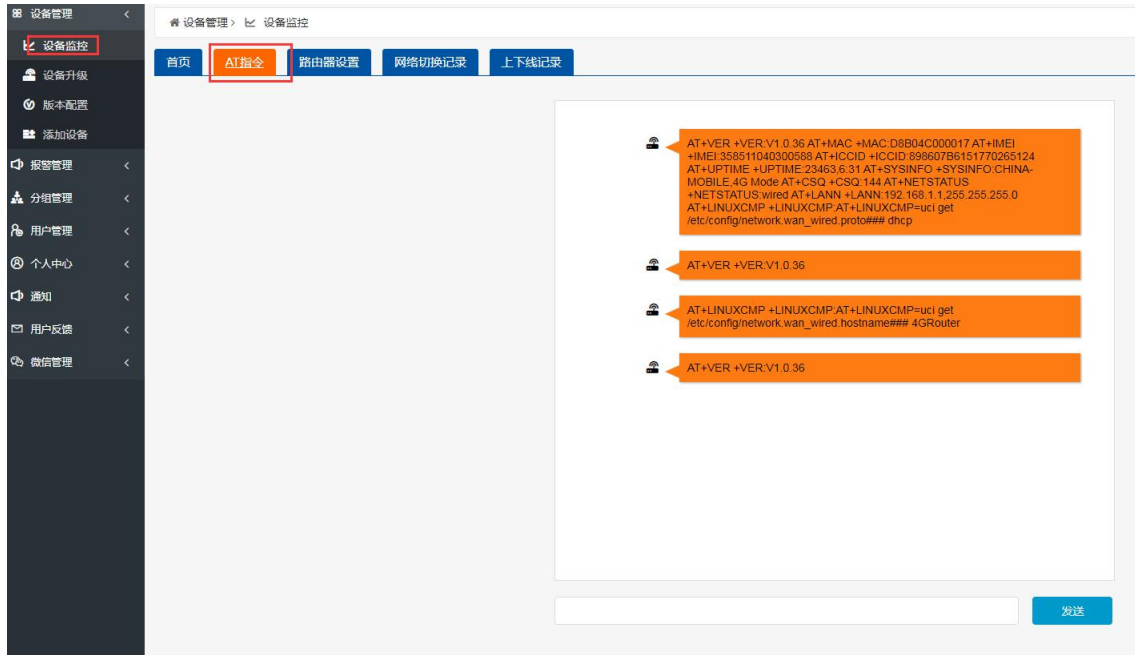 设备管理
设备监控
设备升级
版本配置
添加设备
报警管理
分组管理
用户管理
个人中心
通知
用户反馈
微信管理
设备管理› 设备监控
首页 AT指令 路由器设置 网络切换记录 上下线记录
AT+VER +VER:V1.0.36 AT+MAC +MAC:D8B04C000017 AT+IMEI
+IMEI:358511040300588 AT+ICCID +ICCID:898607B6151770265124
AT+UPTIME +UPTIME:23463,6:31 AT+SYSINFO +SYSINFO:CHINA-
MOBILE,4G Mode AT+CSQ +CSQ:144 AT+NETSTATUS
+NETSTATUS:wired AT+LANN +LANN:192.168.1.1,255.255.255.0
AT+LINUXCMP +LINUXCMP:AT+LINUXCMP=uci get
/etc/config/network.wan_wired.proto### dhcp
AT+VER +VER:V1.0.36
AT+LINUXCMP +LINUXCMP:AT+LINUXCMP=uci get
/etc/config/network.wan_wired.hostname### 4GRouter
AT+VER +VER:V1.0.36
发送